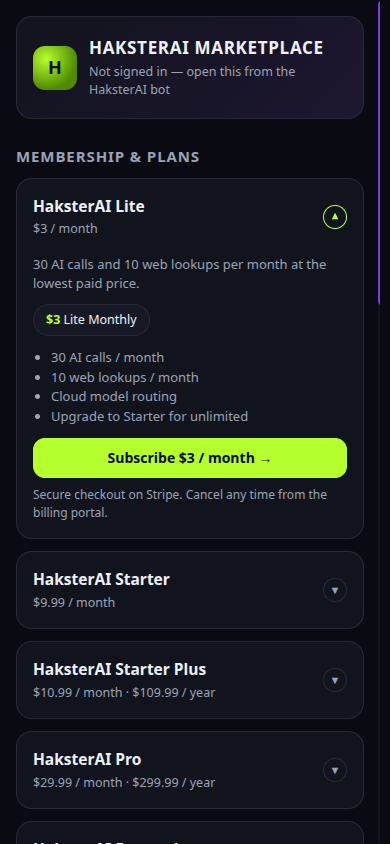 H
HAKSTERAI MARKETPLACE
Not signed in — open this from the
HaksterAI bot
MEMBERSHIP & PLANS
HaksterAI Lite
$3 / month
▲
30 AI calls and 10 web lookups per month at the
lowest paid price.
$3 Lite Monthly
• 30 AI calls / month
• 10 web lookups / month
• Cloud model routing
• Upgrade to Starter for unlimited
Subscribe $3 / month →
Secure checkout on Stripe. Cancel any time from the
billing portal.
HaksterAI Starter
$9.99 / month
▼
HaksterAI Starter Plus
$10.99 / month · $109.99 / year
▼
HaksterAI Pro
$29.99 / month · $299.99 / year
▼